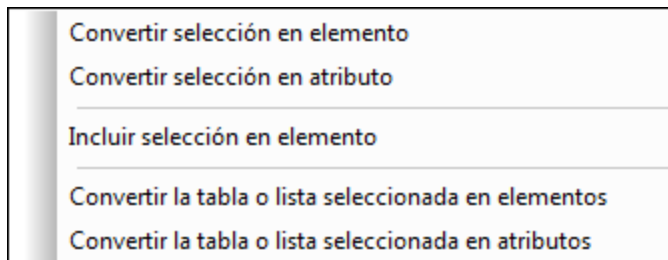 Convertir selección en elemento
Convertir selección en atributo
Incluir selección en elemento
Convertir la tabla o lista seleccionada en elementos
Convertir la tabla o lista seleccionada en atributos